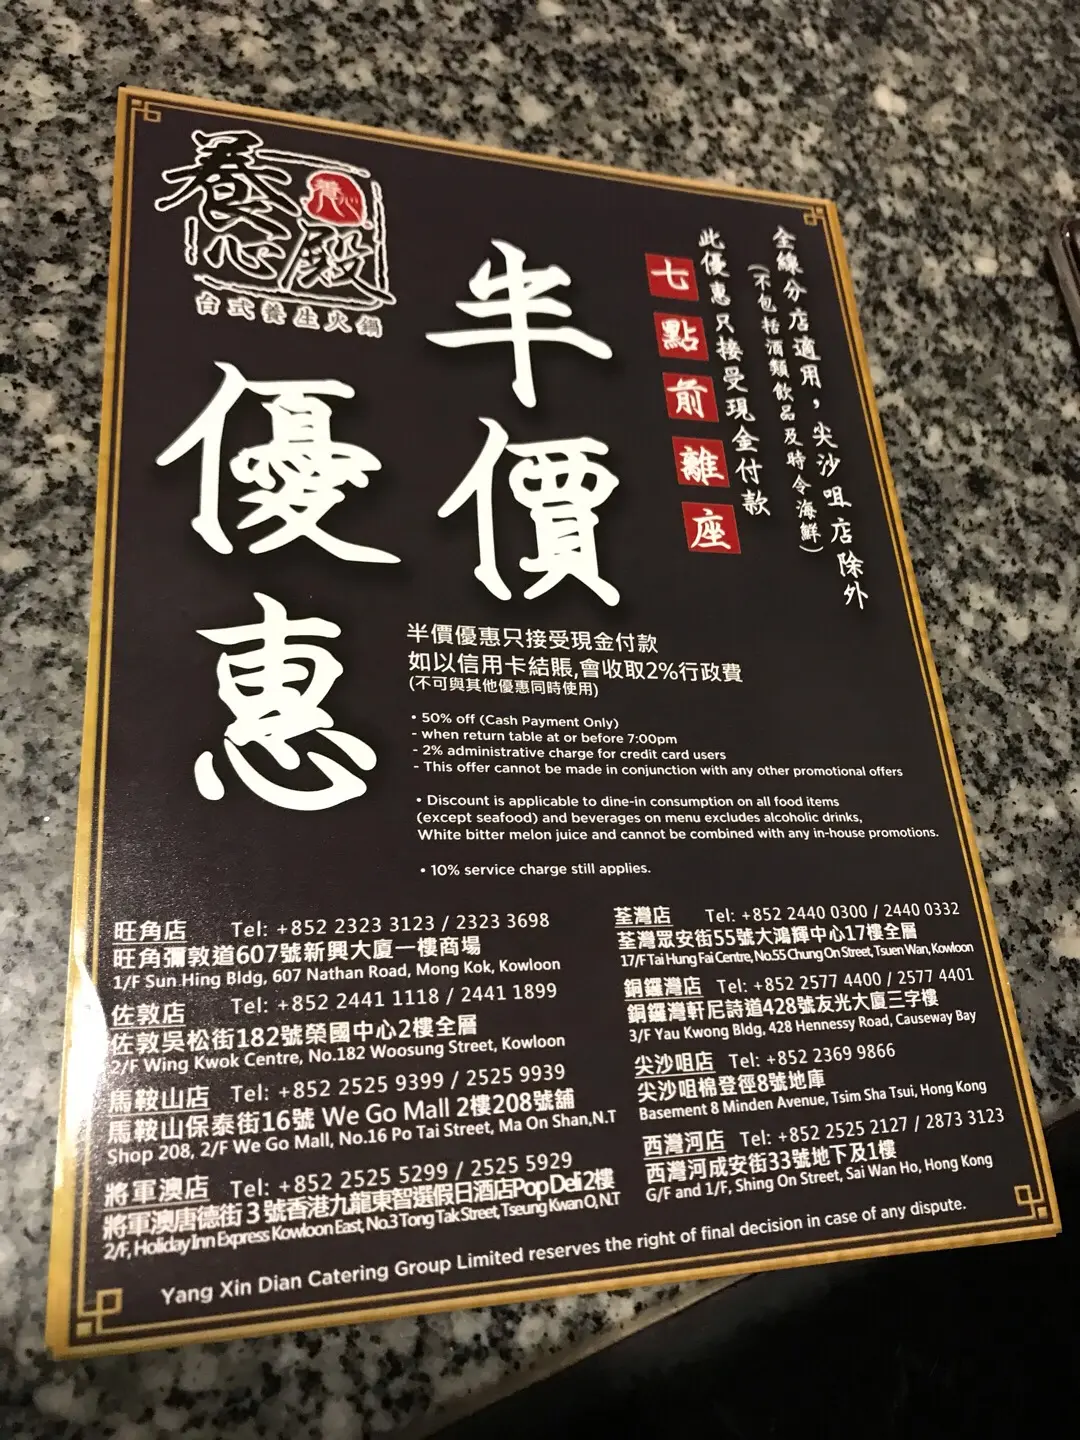 養心殿
養心
台式養生火鍋
全線分店適用，尖沙咀店除外
(不包括酒類飲品及時令海鮮)
此優惠只接受現金付款
七點前離座
半價
優惠
半價優惠只接受現金付款
如以信用卡結賬,會收取2%行政費
(不可與其他優惠同時使用)
• 50% off (Cash Payment Only)
- when return table at or before 7:00pm
- 2% administrative charge for credit card users
- This offer cannot be made in conjunction with any other promotional offers
• Discount is applicable to dine-in consumption on all food items
(except seafood) and beverages on menu excludes alcoholic drinks,
White bitter melon juice and cannot be combined with any in-house promotions.
• 10% service charge still applies.
旺角店 Tel: +852 2323 3123 / 2323 3698
旺角彌敦道607號新興大廈一樓商場
1/F Sun Hing Bldg, 607 Nathan Road, Mong Kok, Kowloon
佐敦店 Tel: +852 2441 1118 / 2441 1899
佐敦吳松街182號榮國中心2樓全層
2/F Wing Kwok Centre, No.182 Woosung Street, Kowloon
馬鞍山店 Tel: +852 2525 9399 / 2525 9939
馬鞍山保泰街16號 We Go Mall 2樓208號舖
Shop 208, 2/F We Go Mall, No.16 Po Tai Street, Ma On Shan,N.T
將軍澳店 Tel: +852 2525 5299 / 2525 5929
將軍澳唐德街３號香港九龍東智選假日酒店Pop Deli 2樓
2/F, Holiday Inn Express Kowloon East, No.3 Tong Tak Street, Tseung Kwan O, N.T
荃灣店 Tel: +852 2440 0300 / 2440 0332
荃灣眾安街55號大鴻輝中心17樓全層
17/F Tai Hung Fai Centre, No.55 Chung On Street, Tsuen Wan, Kowloon
銅鑼灣店 Tel: +852 2577 4400 / 2577 4401
銅鑼灣軒尼詩道428號友光大廈三字樓
3/F Yau Kwong Bldg, 428 Hennessy Road, Causeway Bay
尖沙咀店 Tel: +852 2369 9866
尖沙咀棉登徑8號地庫
Basement 8 Minden Avenue, Tsim Sha Tsui, Hong Kong
西灣河店 Tel: +852 2525 2127 / 2873 3123
西灣河成安街33號地下及1樓
G/F and 1/F, Shing On Street, Sai Wan Ho, Hong Kong
Yang Xin Dian Catering Group Limited reserves the right of final decision in case of any dispute.